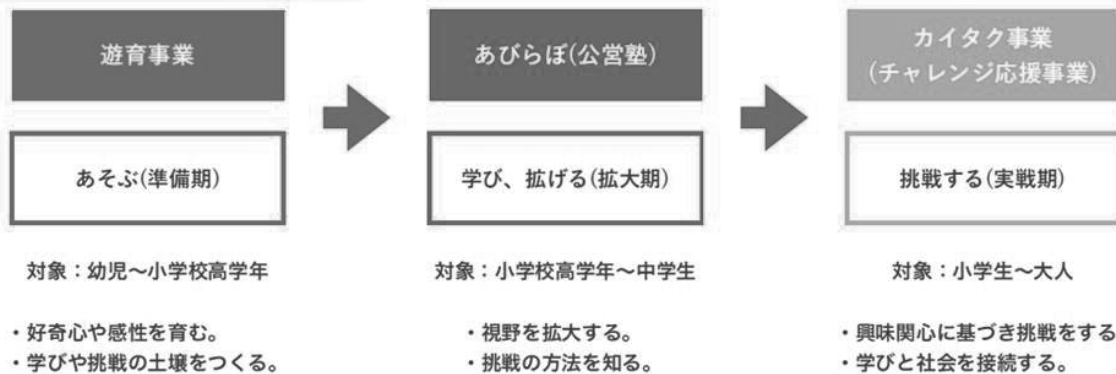 遊育事業
あそぶ(準備期)
対象：幼児〜小学校高学年
・好奇心や感性を育む。
・学びや挑戦の土壌をつくる。
あびらぼ(公営塾)
学び、拡げる(拡大期)
対象：小学校高学年〜中学生
・視野を拡大する。
・挑戦の方法を知る。
カイタク事業
(チャレンジ応援事業)
挑戦する(実戦期)
対象：小学生〜大人
・興味関心に基づき挑戦をする
・学びと社会を接続する。